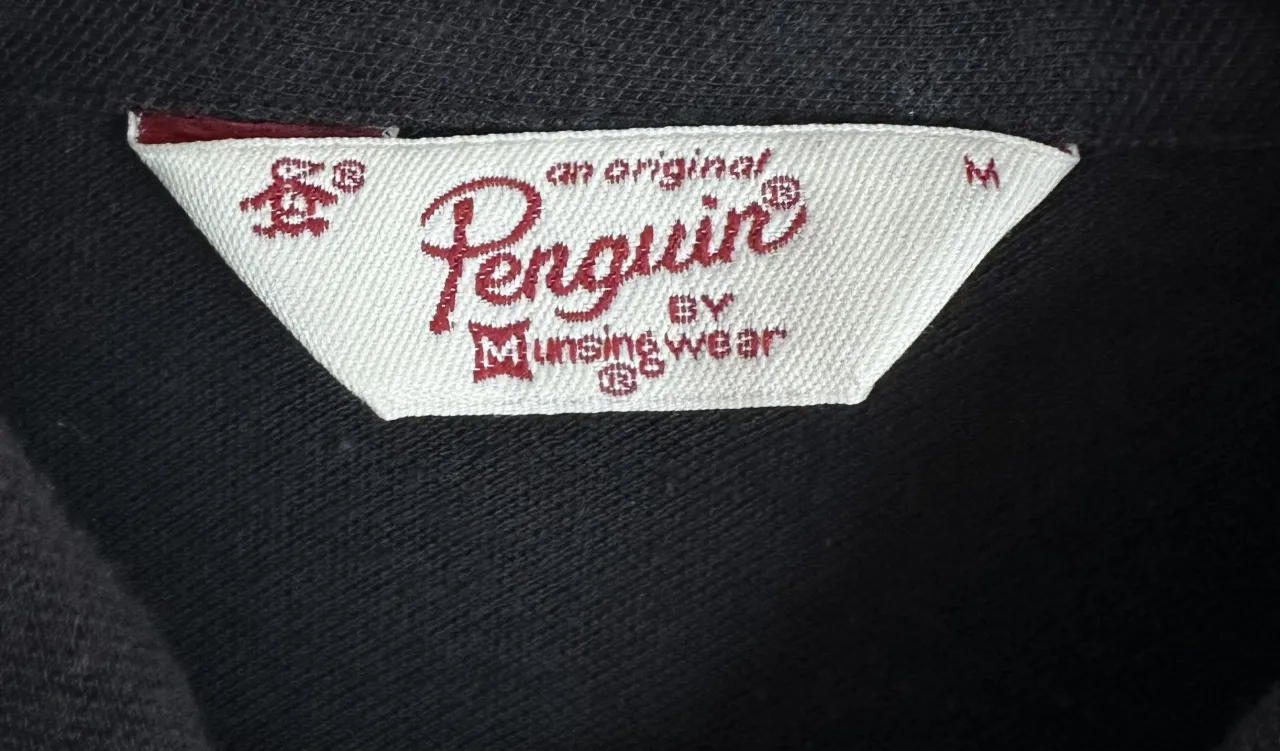 ®
an original
Penguin®
BY
Munsingwear
®
M